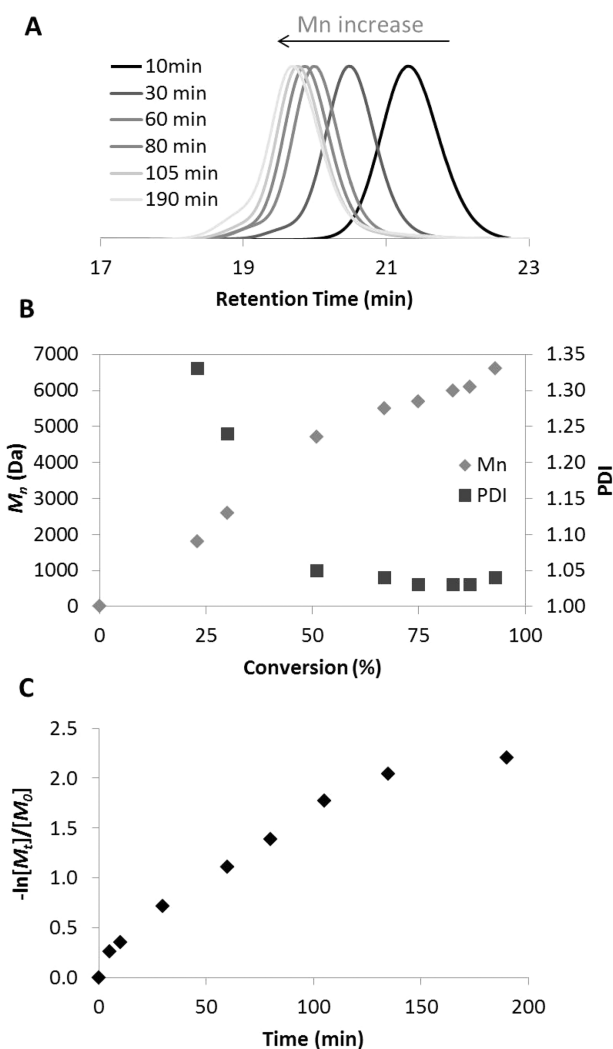 A
Mn increase
10min
30 min
60 min
80 min
105 min
190 min
17 19 21 23
Retention Time (min)
B
7000 1.35
6000 1.30
5000 1.25
4000 1.20
3000 1.15
2000 1.10
1000 1.05
0 1.00
Mn (Da)
Mn
PDI
PDI
0 25 50 75 100
Conversion (%)
C
2.5
2.0
1.5
1.0
0.5
0.0
-ln[Mt]/[M0]
0 50 100 150 200
Time (min)